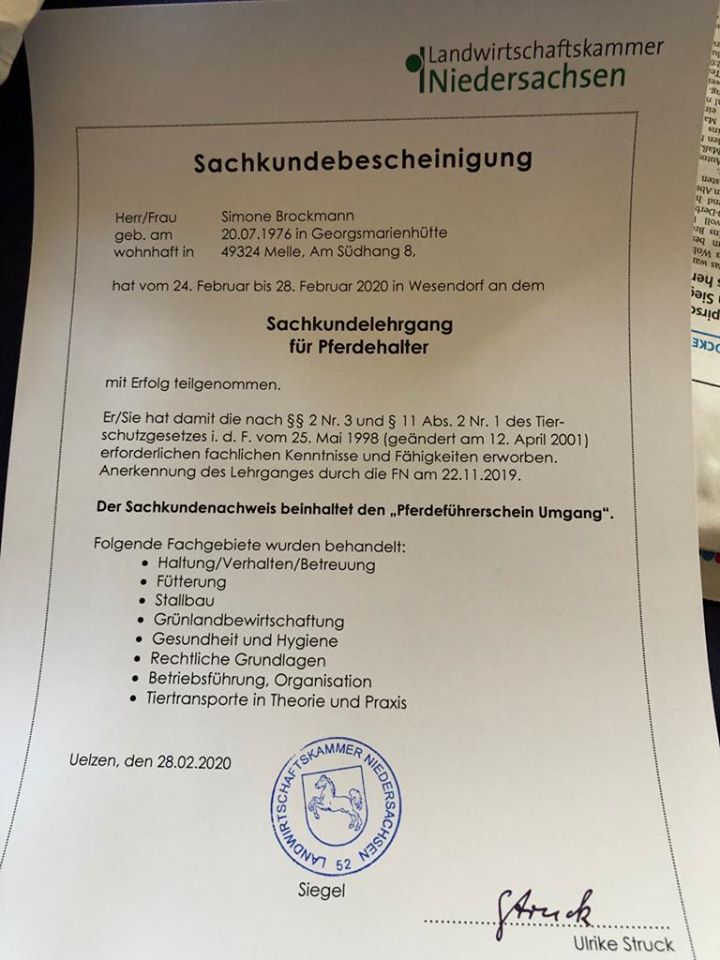 Landwirtschaftskammer
Niedersachsen
Sachkundebescheinigung
Herr/Frau Simone Brockmann
geb. am 20.07.1976 in Georgsmarienhütte
wohnhaft in 49324 Melle, Am Südhang 8,
hat vom 24. Februar bis 28. Februar 2020 in Wesendorf an dem
Sachkundelehrgang
für Pferdehalter
mit Erfolg teilgenommen.
Er/Sie hat damit die nach §§ 2 Nr. 3 und § 11 Abs. 2 Nr. 1 des Tier-
schutzgesetzes i. d. F. vom 25. Mai 1998 (geändert am 12. April 2001)
erforderlichen fachlichen Kenntnisse und Fähigkeiten erworben.
Anerkennung des Lehrganges durch die FN am 22.11.2019.
Der Sachkundenachweis beinhaltet den „Pferdeführerschein Umgang“.
Folgende Fachgebiete wurden behandelt:
• Haltung/Verhalten/Betreuung
• Fütterung
• Stallbau
• Grünlandbewirtschaftung
• Gesundheit und Hygiene
• Rechtliche Grundlagen
• Betriebsführung, Organisation
• Tiertransporte in Theorie und Praxis
Uelzen, den 28.02.2020
LANDWIRTSCHAFTSKAMMER NIEDERSACHSEN
52
Siegel
Struck
Ulrike Struck